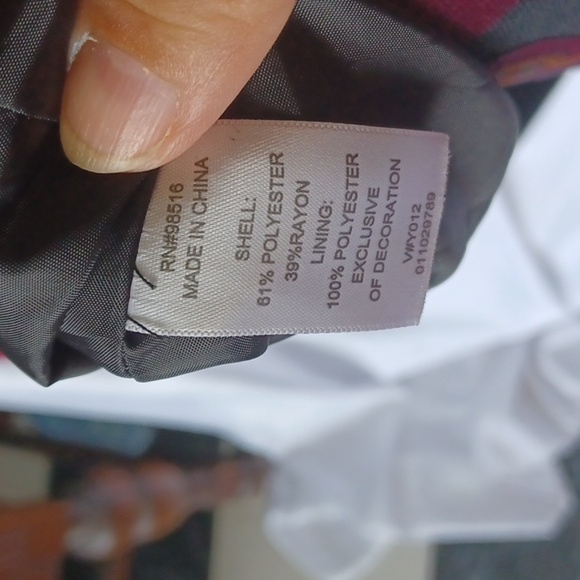 RN#98516
MADE IN CHINA
SHELL:
61% POLYESTER
39%RAYON
LINING:
100% POLYESTER
EXCLUSIVE
OF DECORATION
V#Y012
011029789